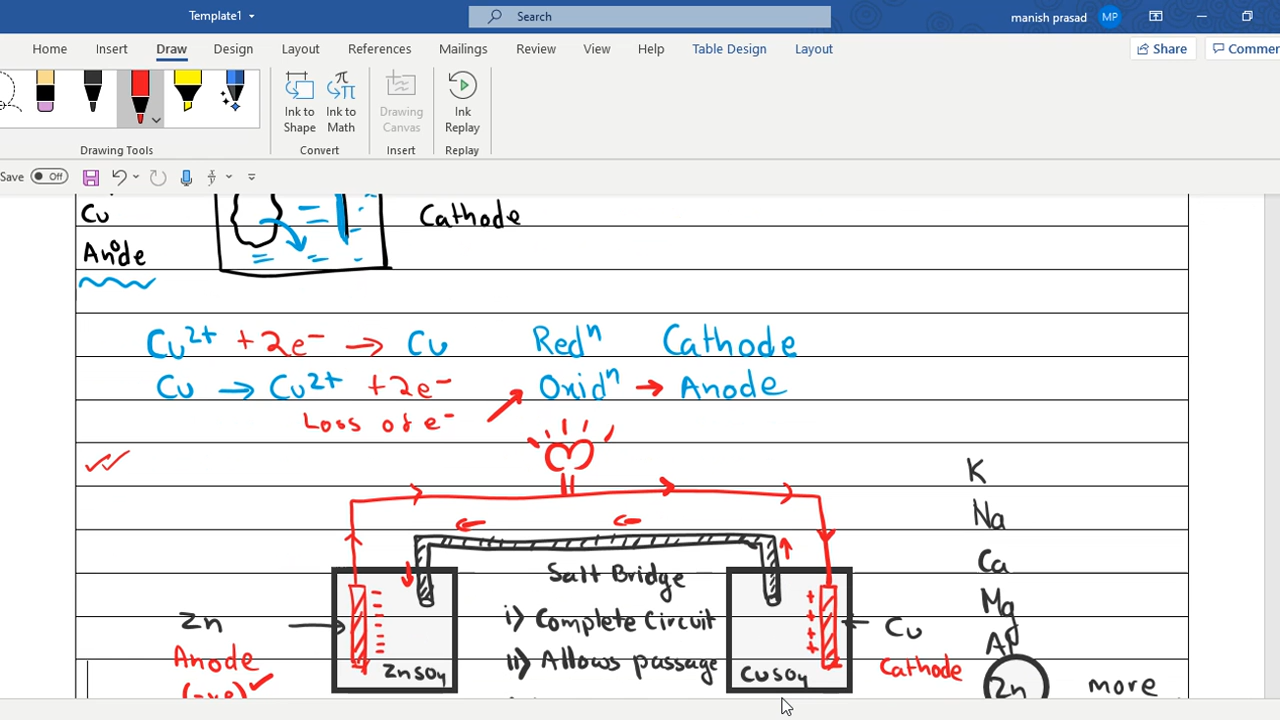 Template1
Search
manish prasad
MP
Home Insert Draw Design Layout References Mailings Review View Help Table Design Layout
Share
Comme
Ink to Shape
Ink to Math
Drawing Canvas
Ink Replay
Drawing Tools
Convert
Insert
Replay
Save Off
Cu
Cathode
Anode
Cu2+ + 2e- → Cu Redn Cathode
Cu → Cu2+ + 2e- Oxidn → Anode
Loss of e-
K
Na
Ca
Mg
Al
Salt Bridge
i) Complete Circuit
ii) Allows passage
Zn
Anode
(-ve)
ZnSO4
CuSO4
Cu
Cathode
Zn more